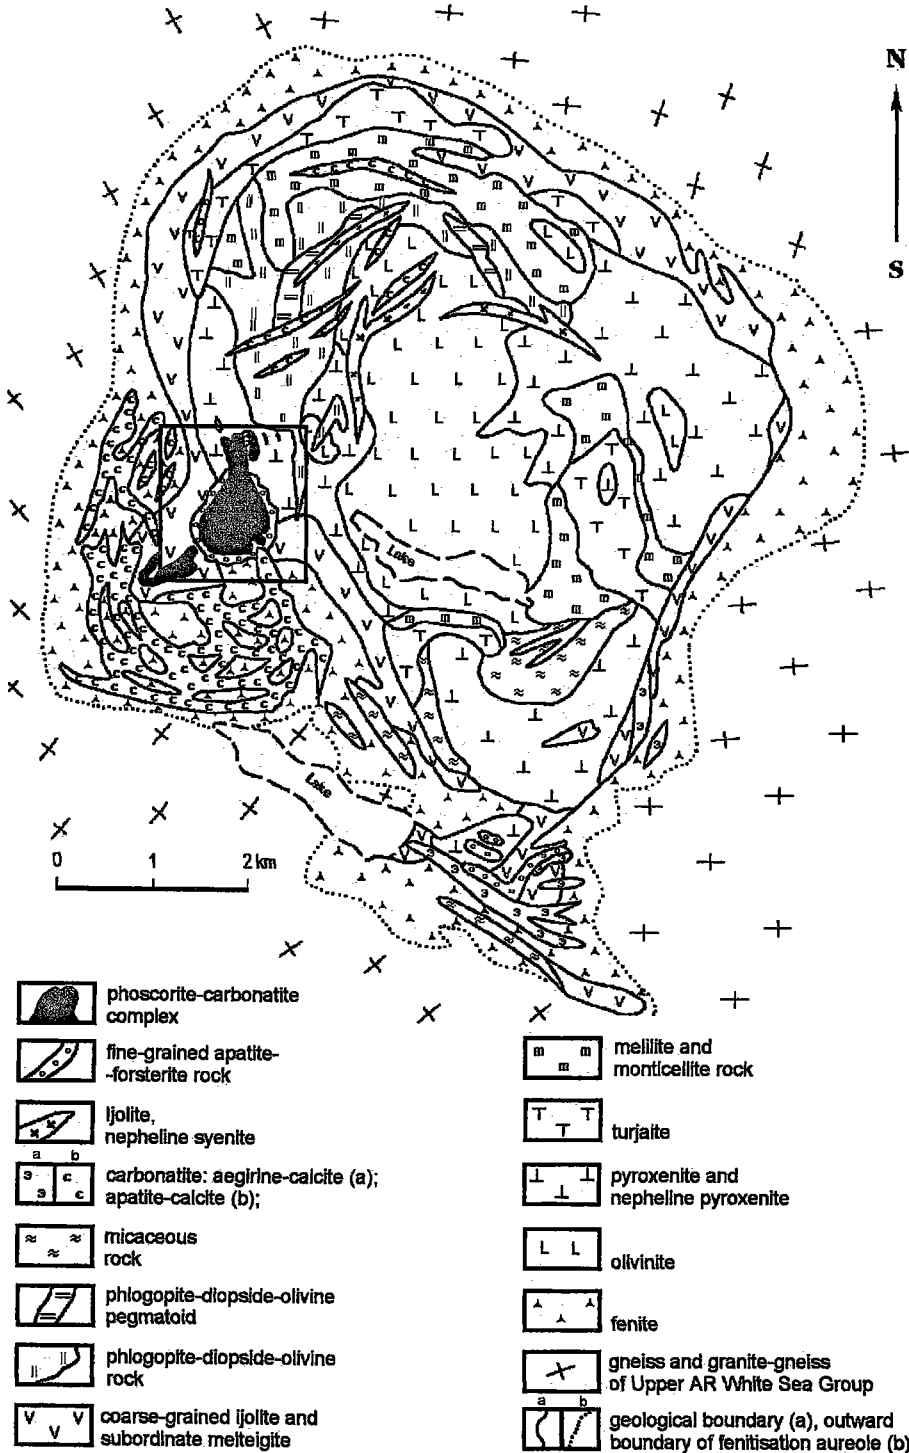 N
S
Lake
Lake
0 1 2 km
phoscorite-carbonatite
complex
fine-grained apatite-
-forsterite rock
Ijolite,
nepheline syenite
a b
carbonatite: aegirine-calcite (a);
apatite-calcite (b);
micaceous
rock
phlogopite-diopside-olivine
pegmatoid
phlogopite-diopside-olivine
rock
coarse-grained ijolite and
subordinate melteigite
melilite and
monticellite rock
turjaite
pyroxenite and
nepheline pyroxenite
olivinite
fenite
gneiss and granite-gneiss
of Upper AR White Sea Group
a b
geological boundary (a), outward
boundary of fenitisation aureole (b)